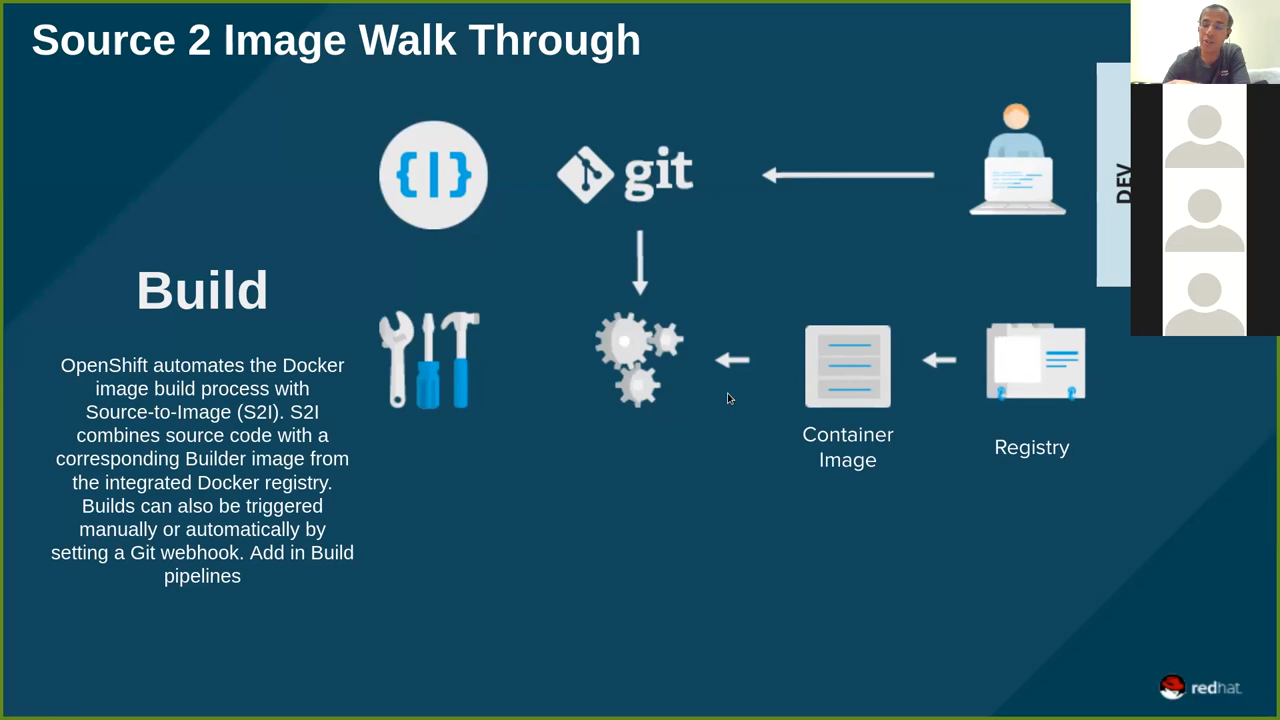 Source 2 Image Walk Through
git
DEV
Build
OpenShift automates the Docker
image build process with
Source-to-Image (S2I). S2I
combines source code with a
corresponding Builder image from
the integrated Docker registry.
Builds can also be triggered
manually or automatically by
setting a Git webhook. Add in Build
pipelines
Container
Image
Registry
redhat